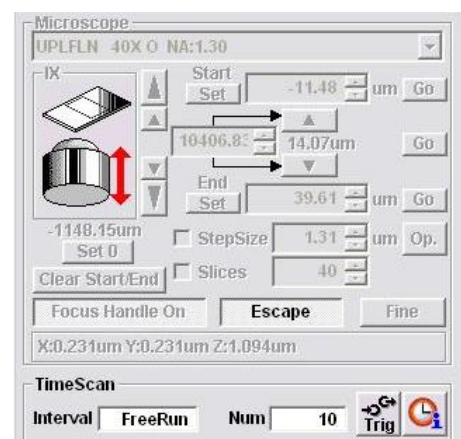 Microscope
UPLFLN 40X O NA:1.30
IX
Start
Set -11.48 um Go
10406.83 14.07um Go
End
Set 39.61 um Go
-1148.15um
Set 0
StepSize 1.31 um Op.
Clear Start/End
Slices 40
Focus Handle On Escape Fine
X:0.231um Y:0.231um Z:1.094um
TimeScan
Interval FreeRun Num 10 Trig